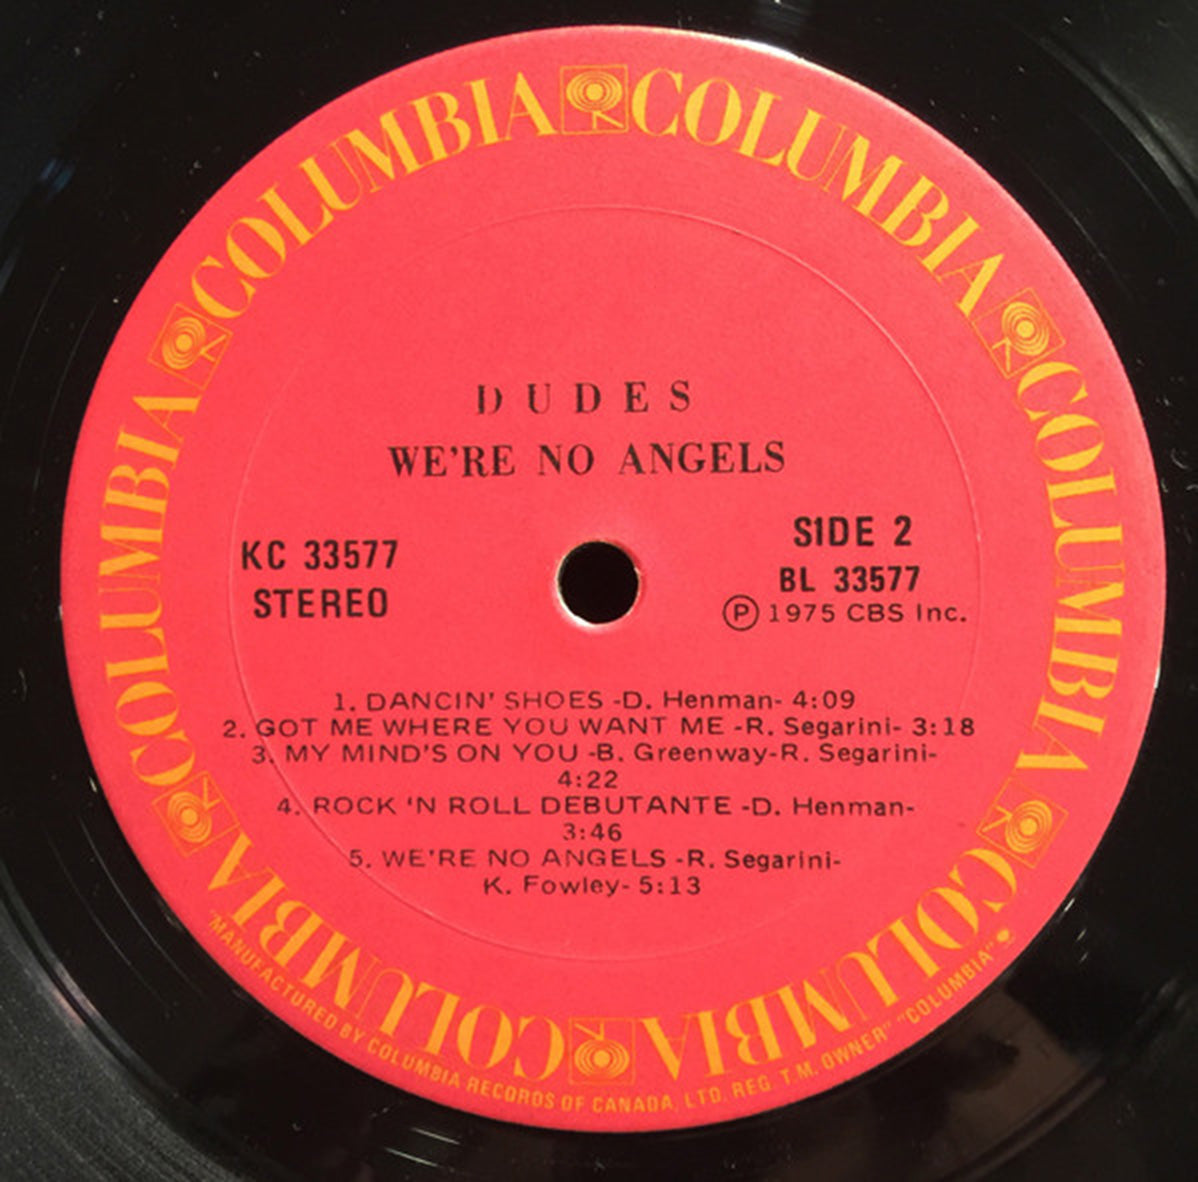 COLUMBIA COLUMBIA COLUMBIA COLUMBIA COLUMBIA COLUMBIA
DUDES
WE'RE NO ANGELS
KC 33577
STEREO
SIDE 2
BL 33577
Ⓟ 1975 CBS Inc.
1. DANCIN' SHOES -D. Henman- 4:09
2. GOT ME WHERE YOU WANT ME -R. Segarini- 3:18
3. MY MIND'S ON YOU -B. Greenway-R. Segarini-
4:22
4. ROCK 'N ROLL DEBUTANTE -D. Henman-
3:46
5. WE'RE NO ANGELS -R. Segarini-
K. Fowley- 5:13
"MANUFACTURED BY COLUMBIA RECORDS OF CANADA, LTD. REG. T.M. OWNER" "COLUMBIA"